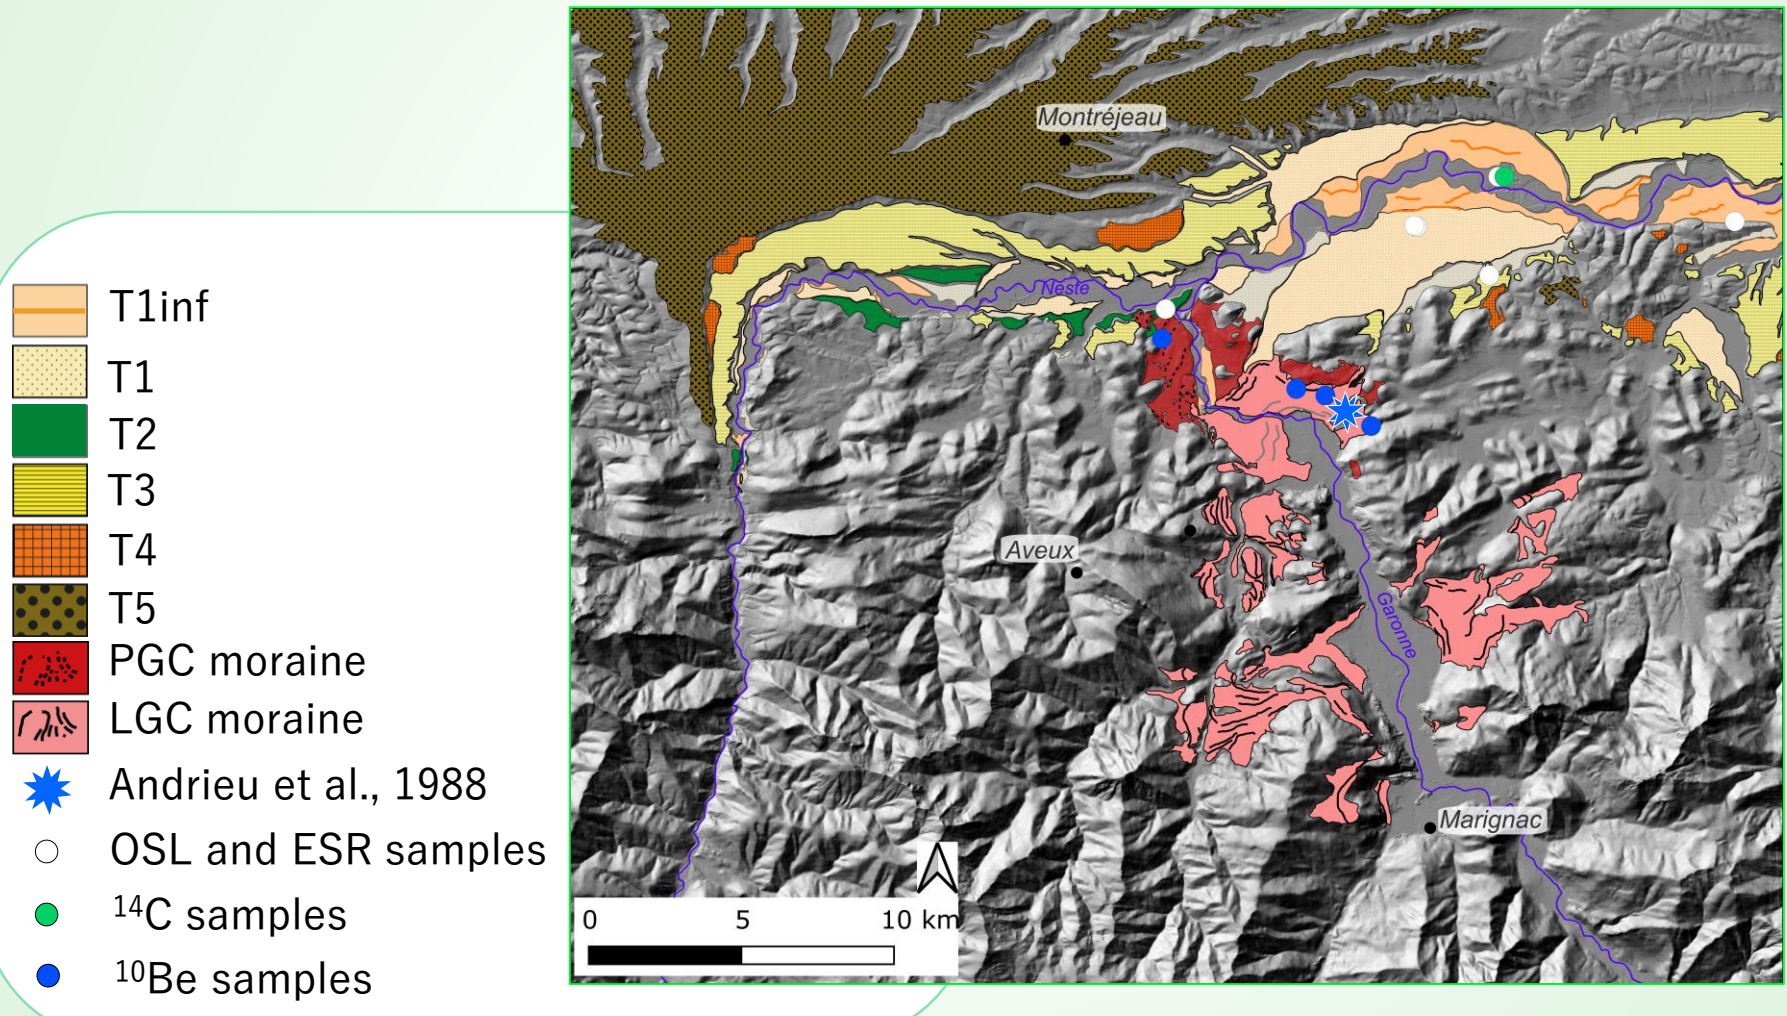 T1inf
T1
T2
T3
T4
T5
PGC moraine
LGC moraine
Andrieu et al., 1988
OSL and ESR samples
¹⁴C samples
¹⁰Be samples
Montréjeau
Neste
Aveux
Garonne
Marignac
0 5 10 km